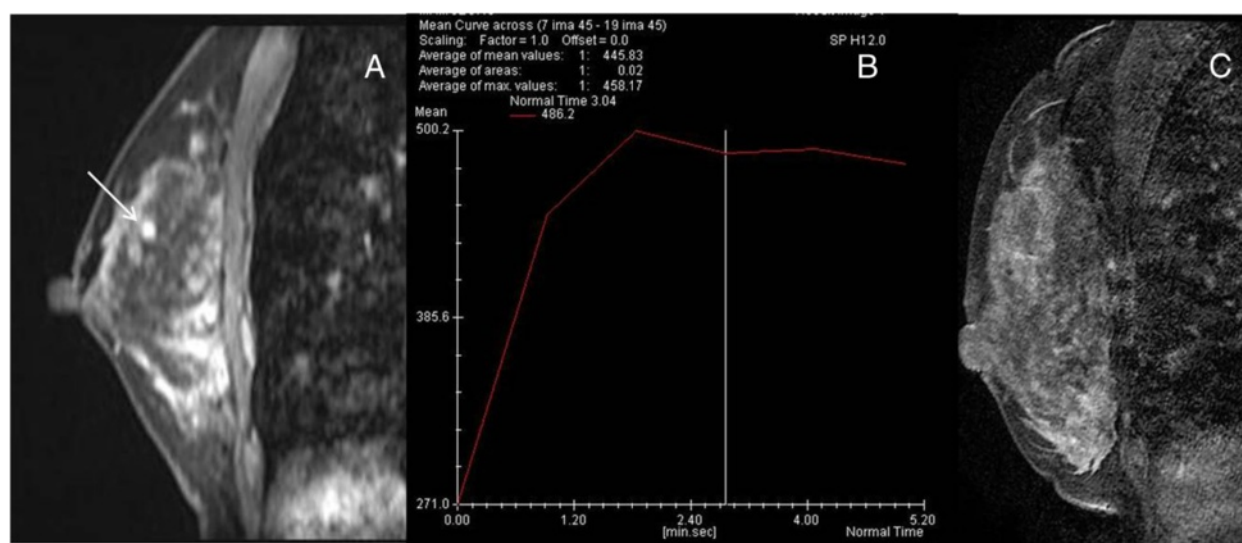 A
Mean Curve across (7 ima 45 - 19 ima 45)
Scaling: Factor = 1.0 Offset = 0.0
SP H12.0
Average of mean values: 1: 445.83
Average of areas: 1: 0.02
Average of max. values: 1: 458.17
B
C
Normal Time 3.04
Mean
486.2
500.2
385.6
271.0
0.00 1.20 2.40 4.00 5.20
[min.sec] Normal Time